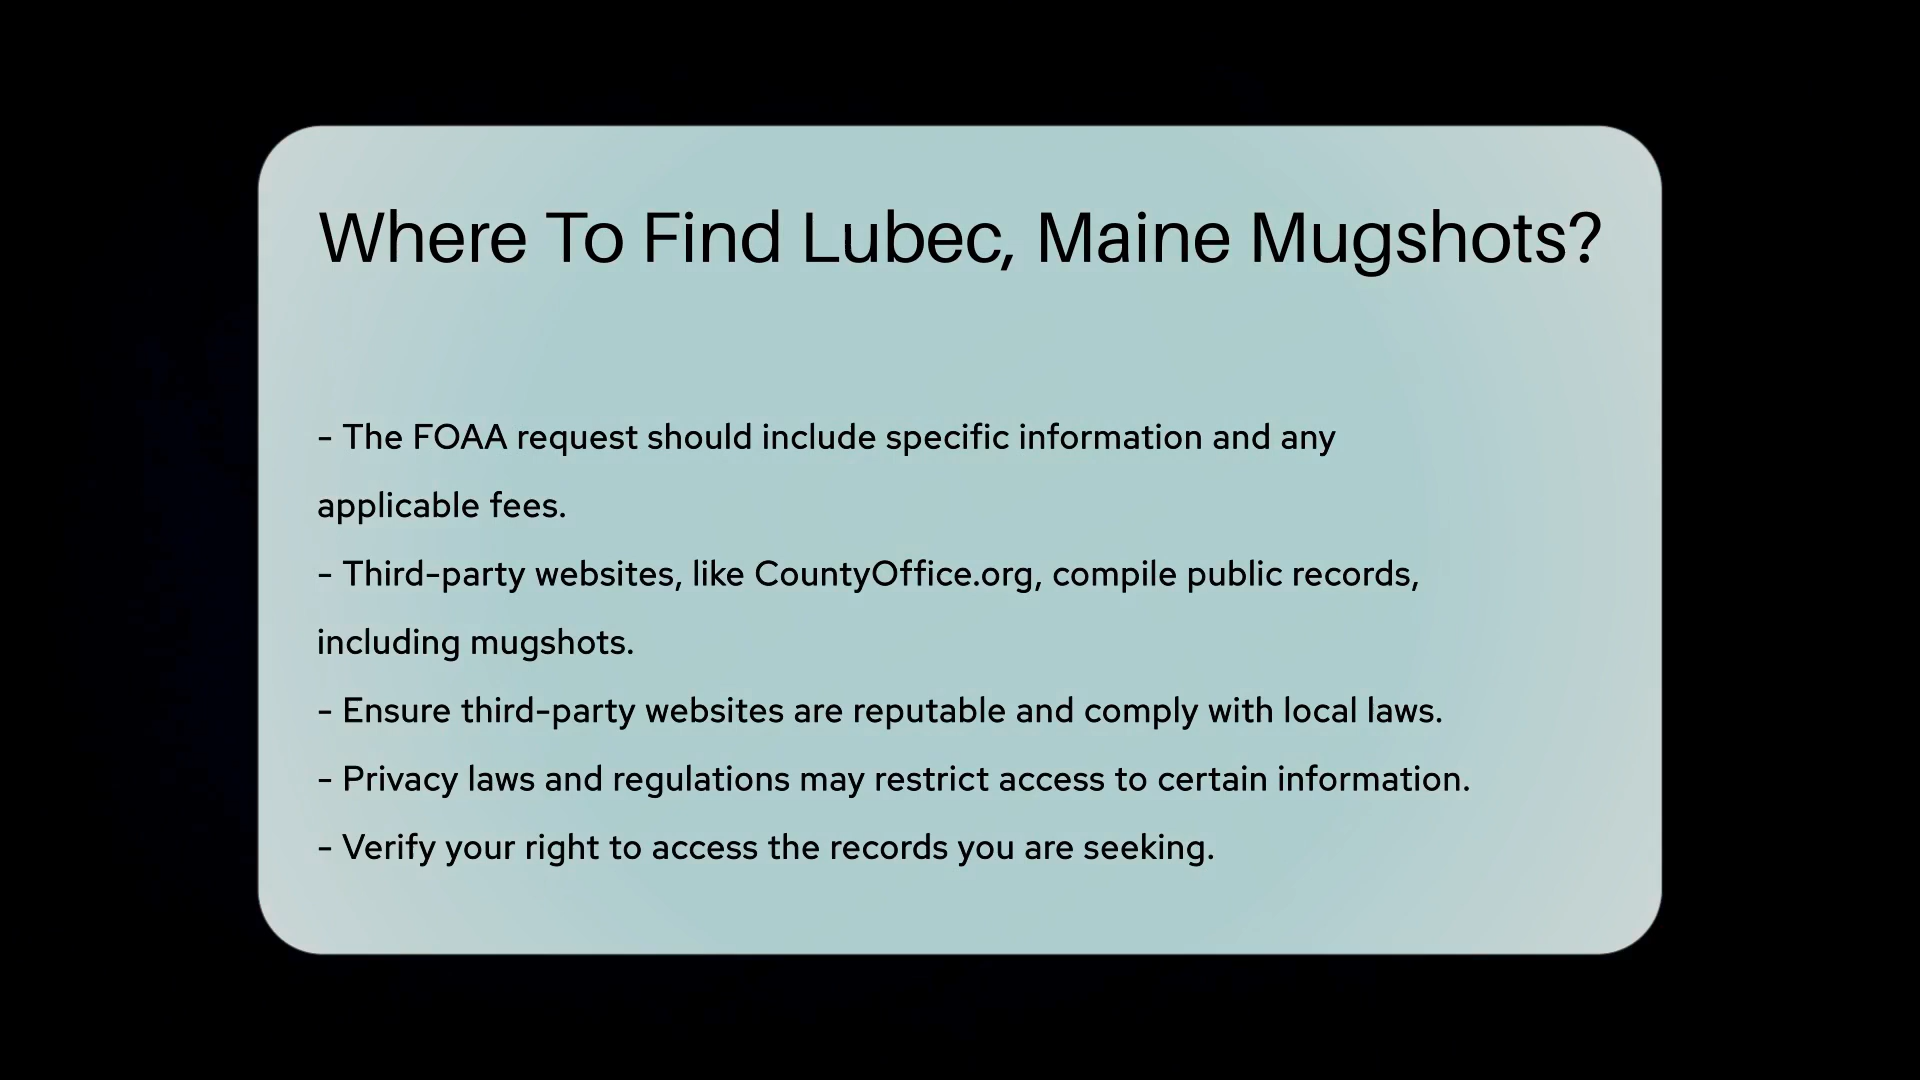 Where To Find Lubec, Maine Mugshots?
- The FOAA request should include specific information and any
applicable fees.
- Third-party websites, like CountyOffice.org, compile public records,
including mugshots.
- Ensure third-party websites are reputable and comply with local laws.
- Privacy laws and regulations may restrict access to certain information.
- Verify your right to access the records you are seeking.